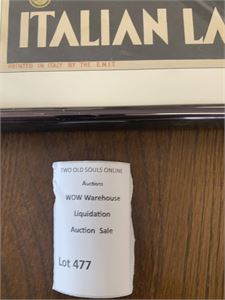 ITALIAN LA
PRINTED IN ITALY BY THE E.N.I.T.
TWO OLD SOULS ONLINE
Auctions
WOW Warehouse
Liquidation
Auction Sale
Lot 477